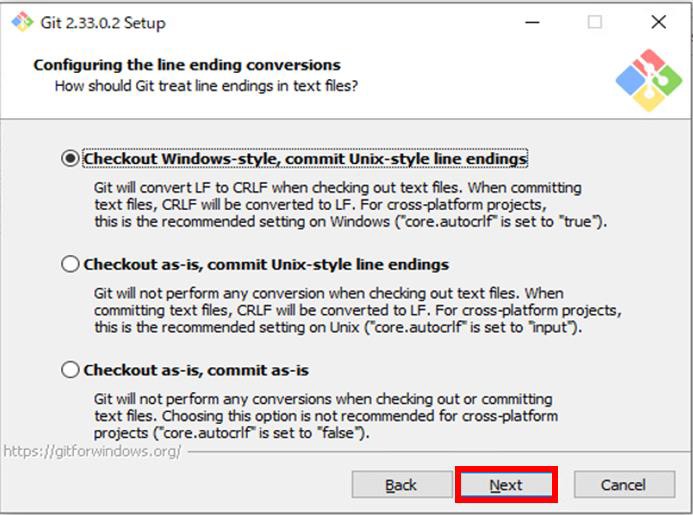 Git 2.33.0.2 Setup
Configuring the line ending conversions
How should Git treat line endings in text files?
Checkout Windows-style, commit Unix-style line endings
Git will convert LF to CRLF when checking out text files. When committing
text files, CRLF will be converted to LF. For cross-platform projects,
this is the recommended setting on Windows ("core.autocrlf" is set to "true").
Checkout as-is, commit Unix-style line endings
Git will not perform any conversion when checking out text files. When
committing text files, CRLF will be converted to LF. For cross-platform projects,
this is the recommended setting on Unix ("core.autocrlf" is set to "input").
Checkout as-is, commit as-is
Git will not perform any conversions when checking out or committing
text files. Choosing this option is not recommended for cross-platform
projects ("core.autocrlf" is set to "false").
https://gitforwindows.org/
Back Next Cancel